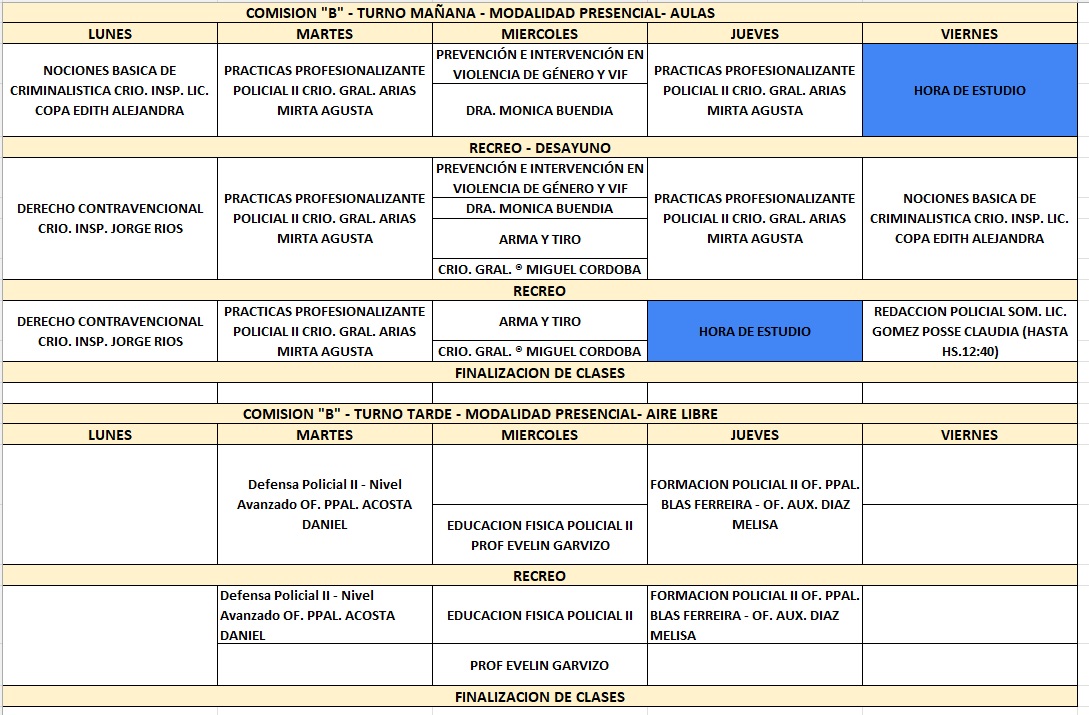 COMISION "B" - TURNO MAÑANA - MODALIDAD PRESENCIAL- AULAS
LUNES
MARTES
MIERCOLES
JUEVES
VIERNES
NOCIONES BASICA DE
CRIMINALISTICA CRIO. INSP. LIC.
COPA EDITH ALEJANDRA
PRACTICAS PROFESIONALIZANTE
POLICIAL II CRIO. GRAL. ARIAS
MIRTA AGUSTA
PREVENCIÓN E INTERVENCIÓN EN
VIOLENCIA DE GÉNERO Y VIF
DRA. MONICA BUENDIA
PRACTICAS PROFESIONALIZANTE
POLICIAL II CRIO. GRAL. ARIAS
MIRTA AGUSTA
HORA DE ESTUDIO
RECREO - DESAYUNO
DERECHO CONTRAVENCIONAL
CRIO. INSP. JORGE RIOS
PRACTICAS PROFESIONALIZANTE
POLICIAL II CRIO. GRAL. ARIAS
MIRTA AGUSTA
PREVENCIÓN E INTERVENCIÓN EN
VIOLENCIA DE GÉNERO Y VIF
DRA. MONICA BUENDIA
ARMA Y TIRO
CRIO. GRAL. ® MIGUEL CORDOBA
PRACTICAS PROFESIONALIZANTE
POLICIAL II CRIO. GRAL. ARIAS
MIRTA AGUSTA
NOCIONES BASICA DE
CRIMINALISTICA CRIO. INSP. LIC.
COPA EDITH ALEJANDRA
RECREO
DERECHO CONTRAVENCIONAL
CRIO. INSP. JORGE RIOS
PRACTICAS PROFESIONALIZANTE
POLICIAL II CRIO. GRAL. ARIAS
MIRTA AGUSTA
ARMA Y TIRO
CRIO. GRAL. ® MIGUEL CORDOBA
HORA DE ESTUDIO
REDACCION POLICIAL SOM. LIC.
GOMEZ POSSE CLAUDIA (HASTA
HS.12:40)
FINALIZACION DE CLASES
COMISION "B" - TURNO TARDE - MODALIDAD PRESENCIAL- AIRE LIBRE
LUNES
MARTES
MIERCOLES
JUEVES
VIERNES
Defensa Policial II - Nivel
Avanzado OF. PPAL. ACOSTA
DANIEL
EDUCACION FISICA POLICIAL II
PROF EVELIN GARVIZO
FORMACION POLICIAL II OF. PPAL.
BLAS FERREIRA - OF. AUX. DIAZ
MELISA
RECREO
Defensa Policial II - Nivel
Avanzado OF. PPAL. ACOSTA
DANIEL
EDUCACION FISICA POLICIAL II
PROF EVELIN GARVIZO
FORMACION POLICIAL II OF. PPAL.
BLAS FERREIRA - OF. AUX. DIAZ
MELISA
FINALIZACION DE CLASES